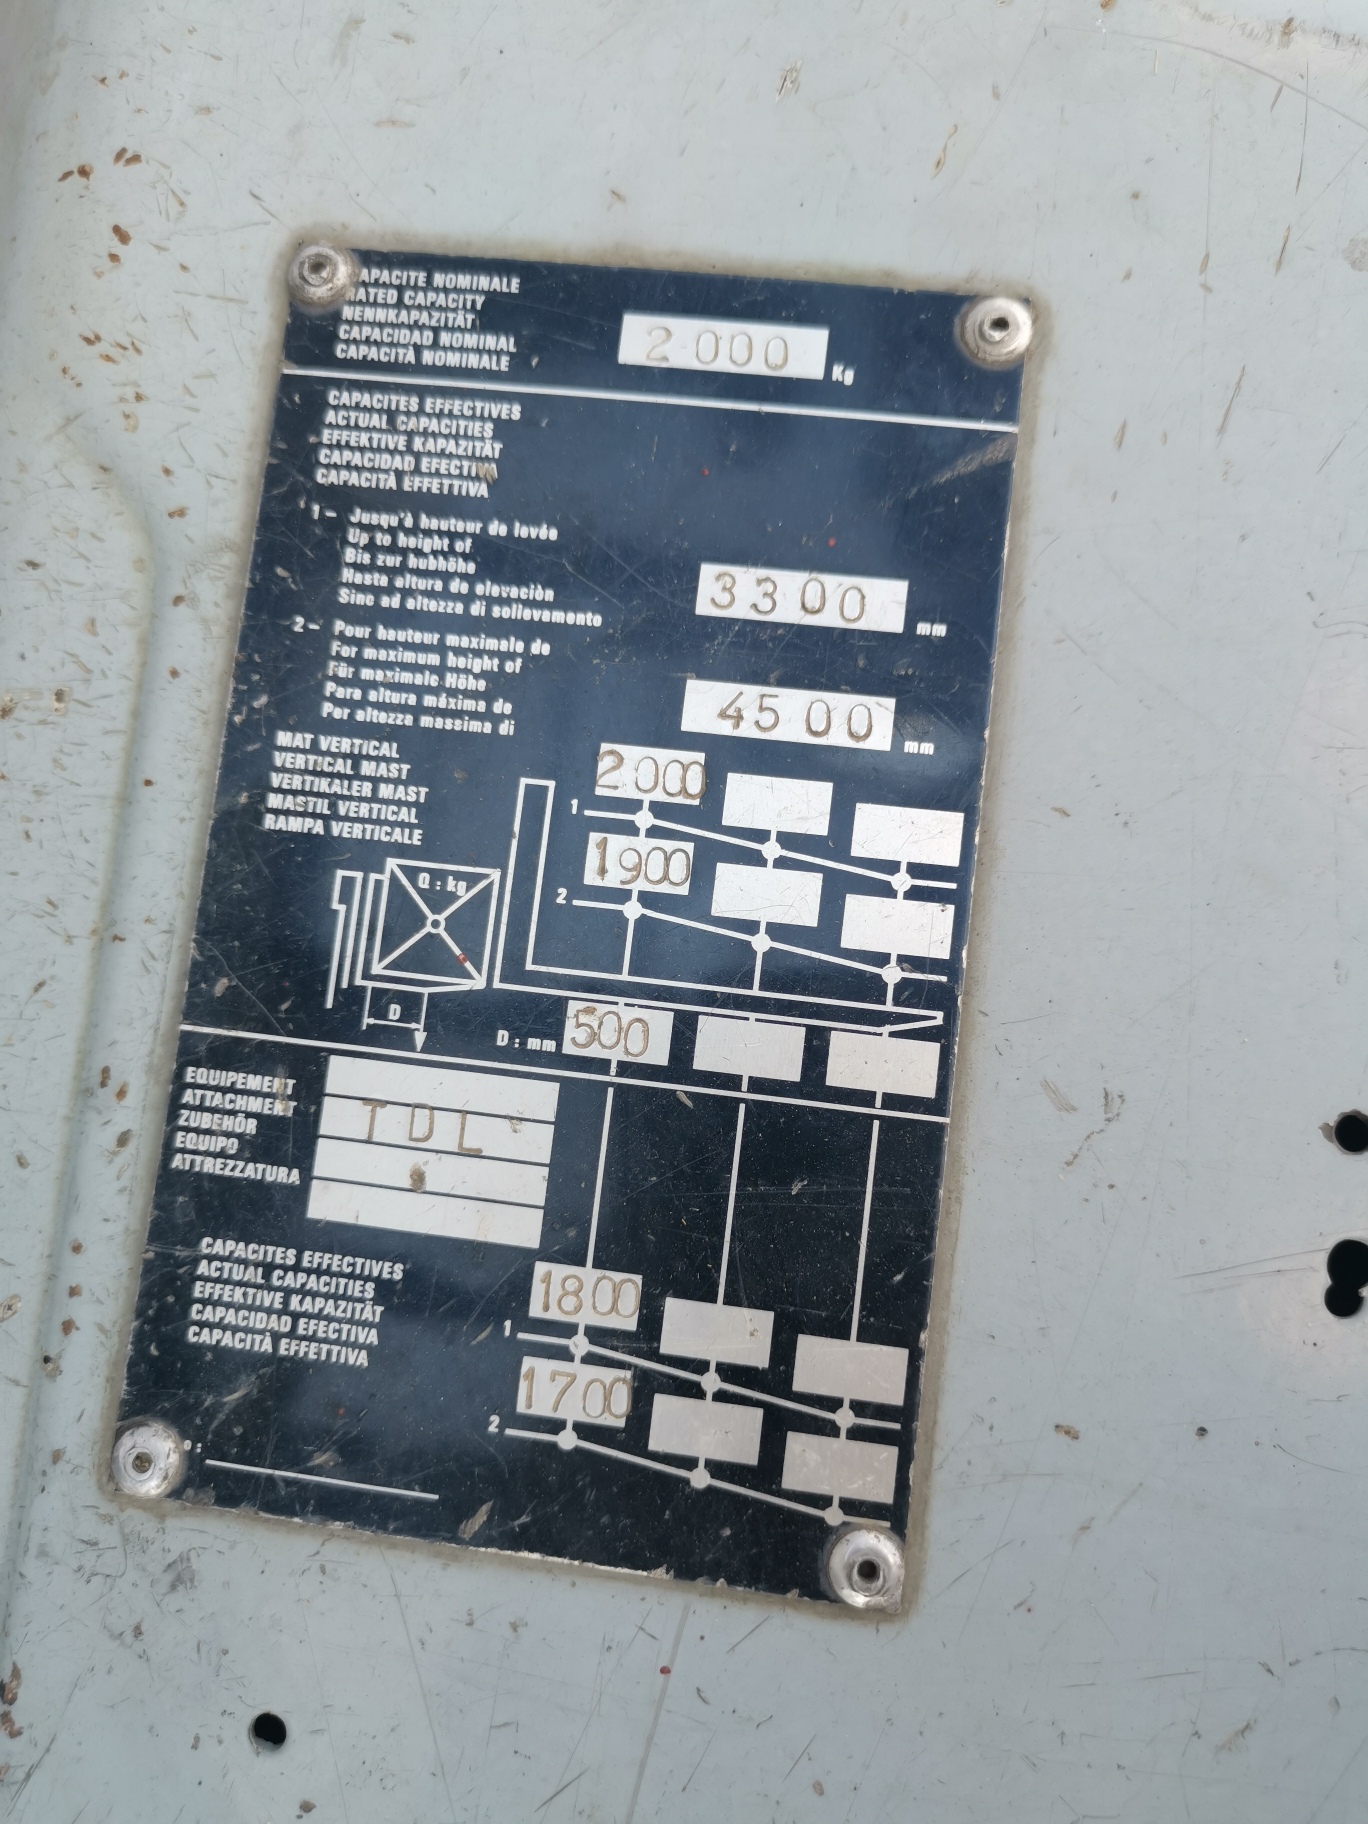 APACITE NOMINALE
RATED CAPACITY
NENNKAPAZITÄT
CAPACIDAD NOMINAL
CAPACITÀ NOMINALE
2000 Kg
CAPACITES EFFECTIVES
ACTUAL CAPACITIES
EFFEKTIVE KAPAZITÄT
CAPACIDAD EFECTIVA
CAPACITÀ EFFETTIVA
1- Jusqu'à hauteur de levée
Up to height of
Bis zur hubhöhe
Hasta altura de elevaciòn
Sino ad altezza di sollevamento
3300 mm
2- Pour hauteur maximale de
For maximum height of
Für maximale Höhe
Para altura máxima de
Per altezza massima di
4500 mm
MAT VERTICAL
VERTICAL MAST
VERTIKALER MAST
MASTIL VERTICAL
RAMPA VERTICALE
2000
1
1900
2
Q : kg
D
D : mm 500
EQUIPEMENT
ATTACHMENT
ZUBEHÖR
EQUIPO
ATTREZZATURA
TDL
CAPACITES EFFECTIVES
ACTUAL CAPACITIES
EFFEKTIVE KAPAZITÄT
CAPACIDAD EFECTIVA
CAPACITÀ EFFETTIVA
1800
1
1700
2
o :